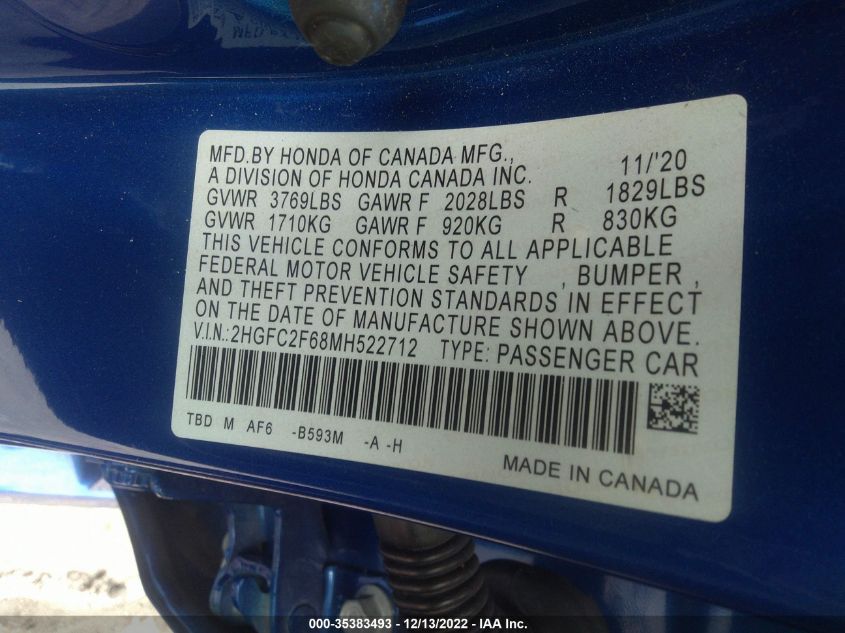 MFD.BY HONDA OF CANADA MFG., 11/'20
A DIVISION OF HONDA CANADA INC.
GVWR 3769LBS GAWR F 2028LBS R 1829LBS
GVWR 1710KG GAWR F 920KG R 830KG
THIS VEHICLE CONFORMS TO ALL APPLICABLE
FEDERAL MOTOR VEHICLE SAFETY , BUMPER ,
AND THEFT PREVENTION STANDARDS IN EFFECT
ON THE DATE OF MANUFACTURE SHOWN ABOVE.
V.I.N.:2HGFC2F68MH522712 TYPE: PASSENGER CAR
TBD M AF6 -B593M -A -H
MADE IN CANADA
000-35383493 - 12/13/2022 - IAA Inc.